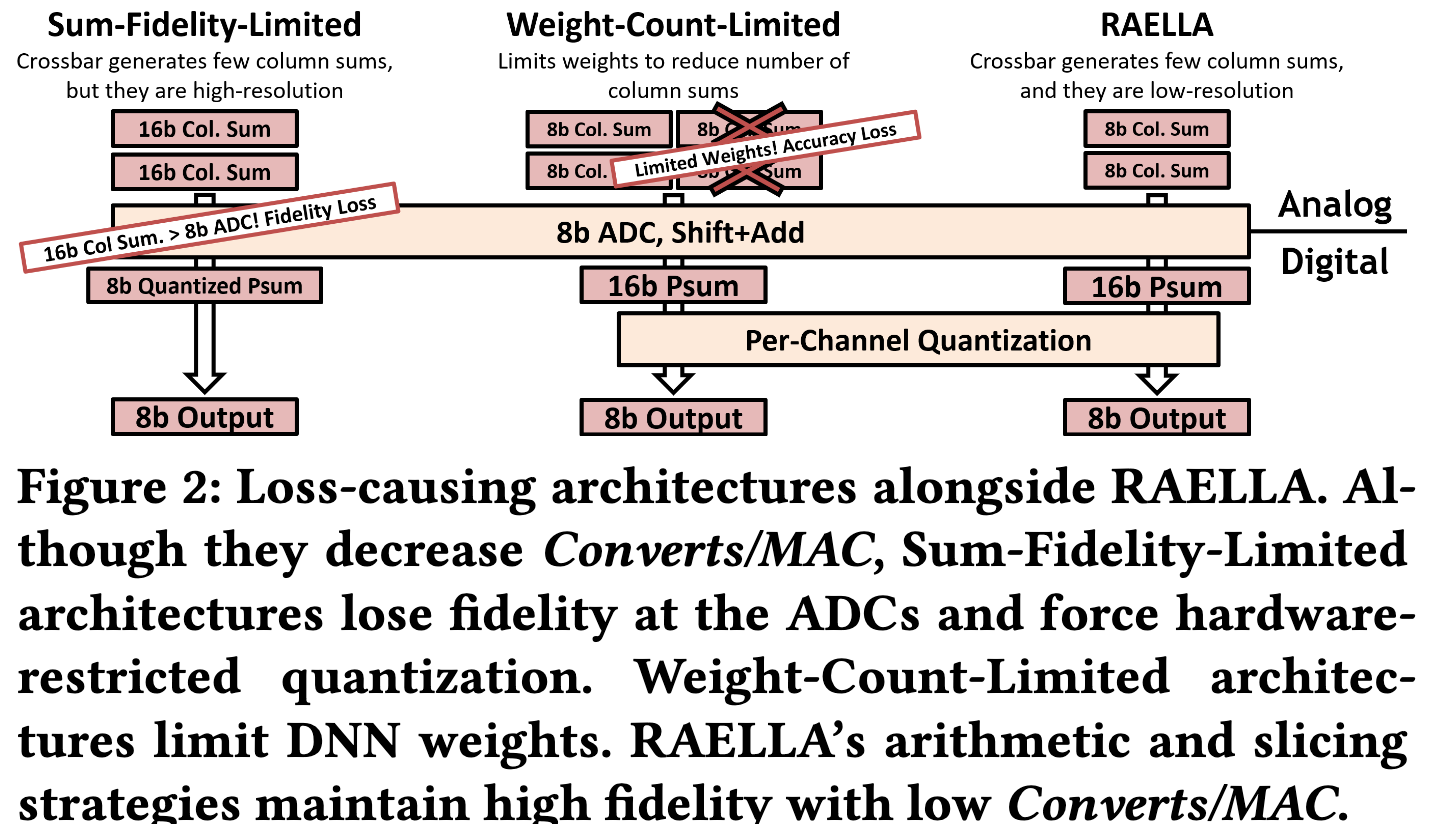 Sum-Fidelity-Limited
Crossbar generates few column sums,
but they are high-resolution
16b Col. Sum
16b Col. Sum
16b Col Sum. > 8b ADC! Fidelity Loss
8b Quantized Psum
8b Output
Weight-Count-Limited
Limits weights to reduce number of
column sums
8b Col. Sum
8b Col. Sum
8b Col.
Sum
Limited Weights! Accuracy Loss
8b ADC, Shift+Add
16b Psum
Per-Channel Quantization
8b Output
RAELLA
Crossbar generates few column sums,
and they are low-resolution
8b Col. Sum
8b Col. Sum
16b Psum
8b Output
Analog
Digital
Figure 2: Loss-causing architectures alongside RAELLA. Al-
though they decrease Converts/MAC, Sum-Fidelity-Limited
architectures lose fidelity at the ADCs and force hardware-
restricted quantization. Weight-Count-Limited architec-
tures limit DNN weights. RAELLA's arithmetic and slicing
strategies maintain high fidelity with low Converts/MAC.